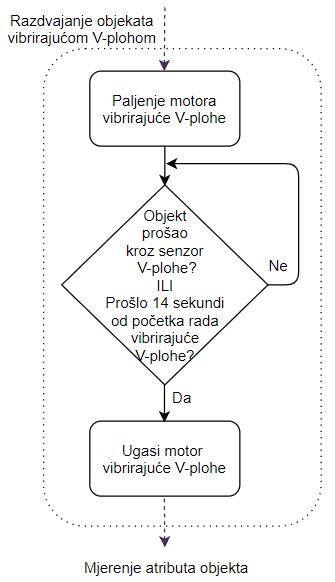 Razdvajanje objekata
vibrirajućom V-plohom
Paljenje motora
vibrirajuće V-plohe
Objekt
prošao
kroz senzor
V-plohe?
ILI
Prošlo 14 sekundi
od početka rada
vibrirajuće
V-plohe?
Ne
Da
Ugasi motor
vibrirajuće V-plohe
Mjerenje atributa objekta